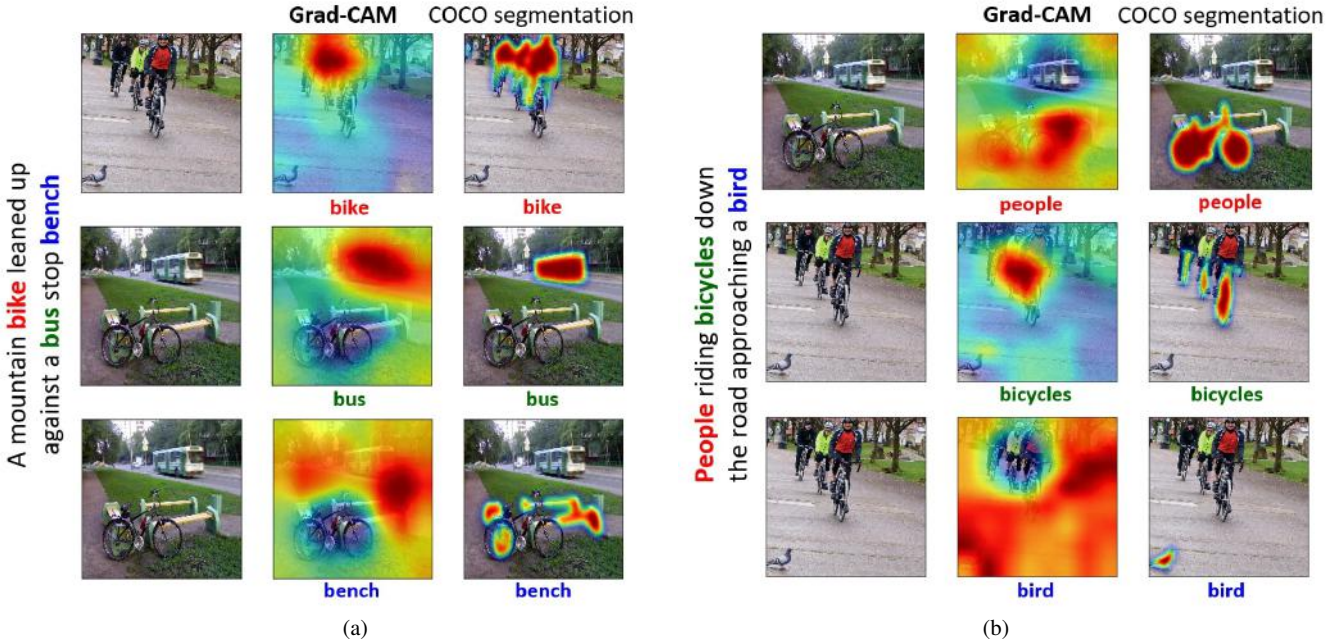 Grad-CAM COCO segmentation
A mountain bike leaned up
against a bus stop bench
bike bike
bus bus
bench bench
(a)
Grad-CAM COCO segmentation
People riding bicycles down
the road approaching a bird
people people
bicycles bicycles
bird bird
(b)